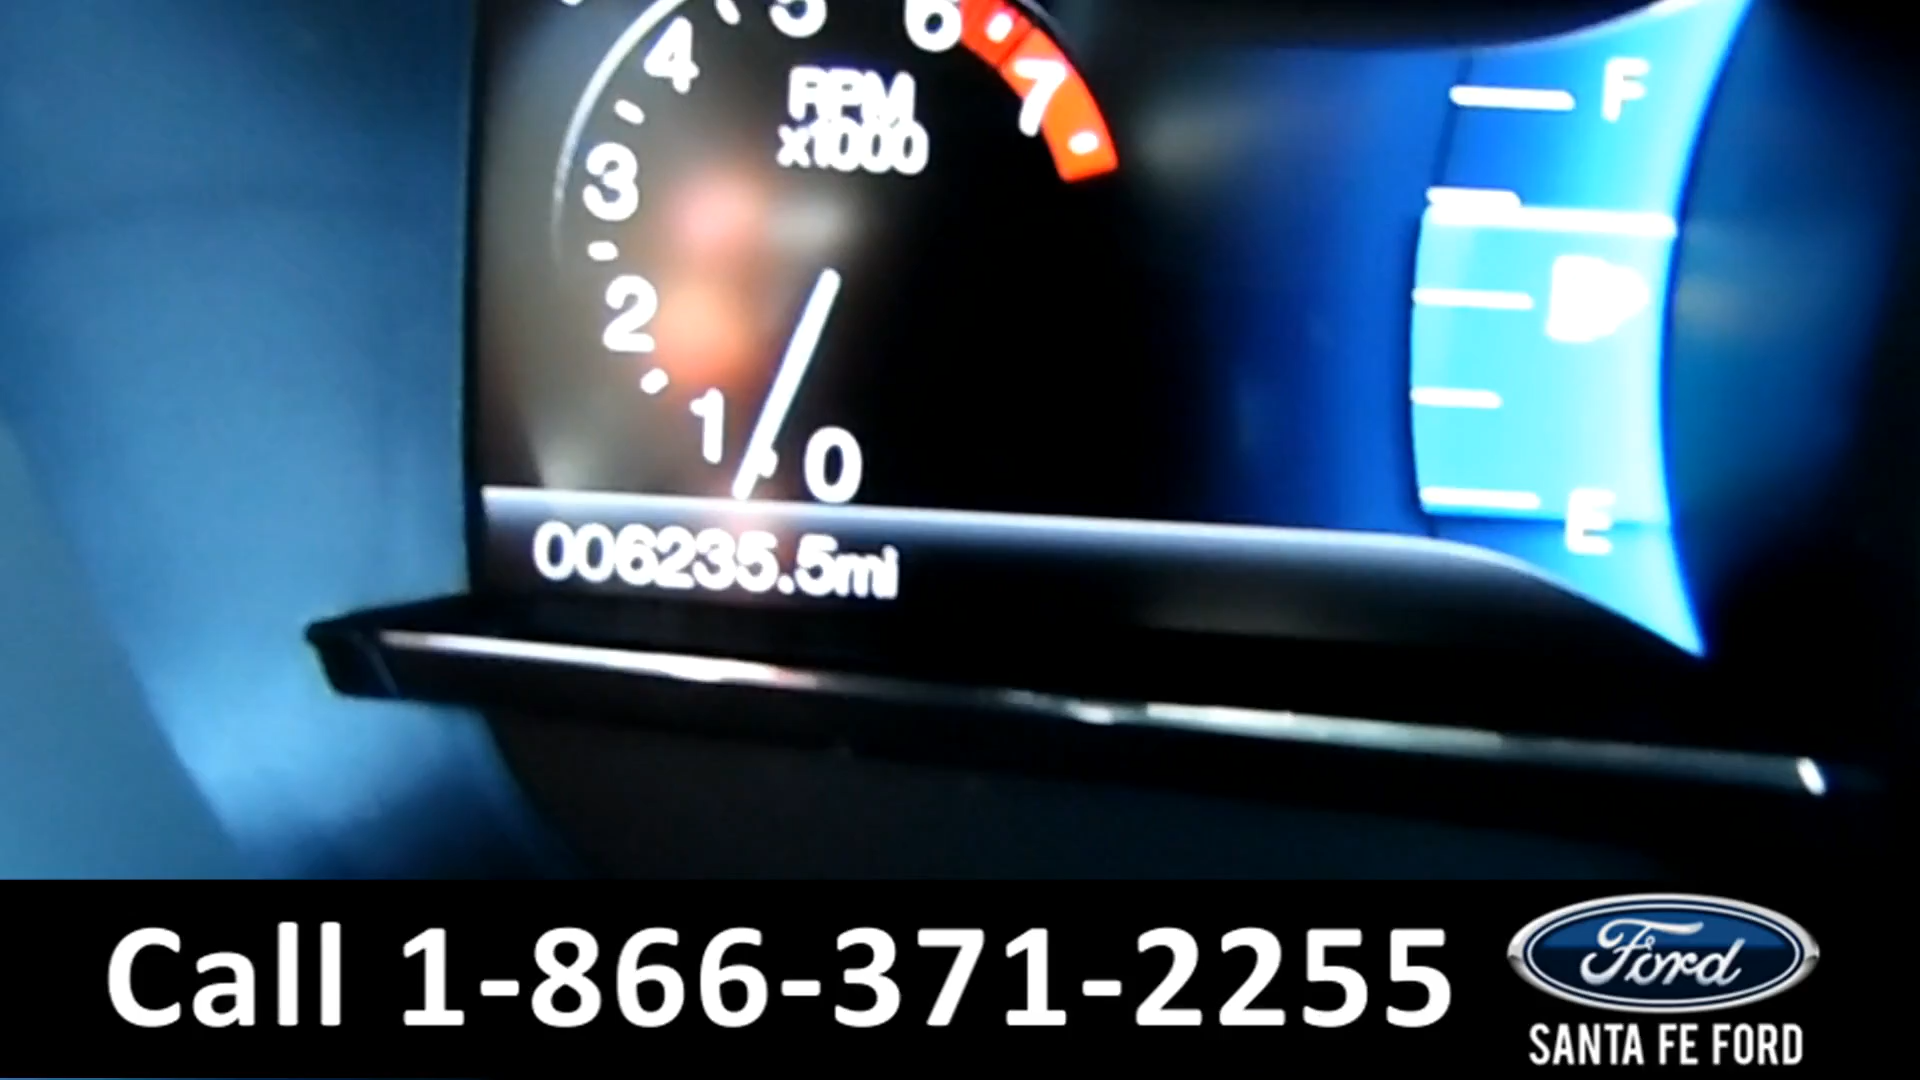 5 6
4 7
RPM
x1000
3
2
1 0
F
E
006235.5mi
Call 1-866-371-2255
Ford
SANTA FE FORD